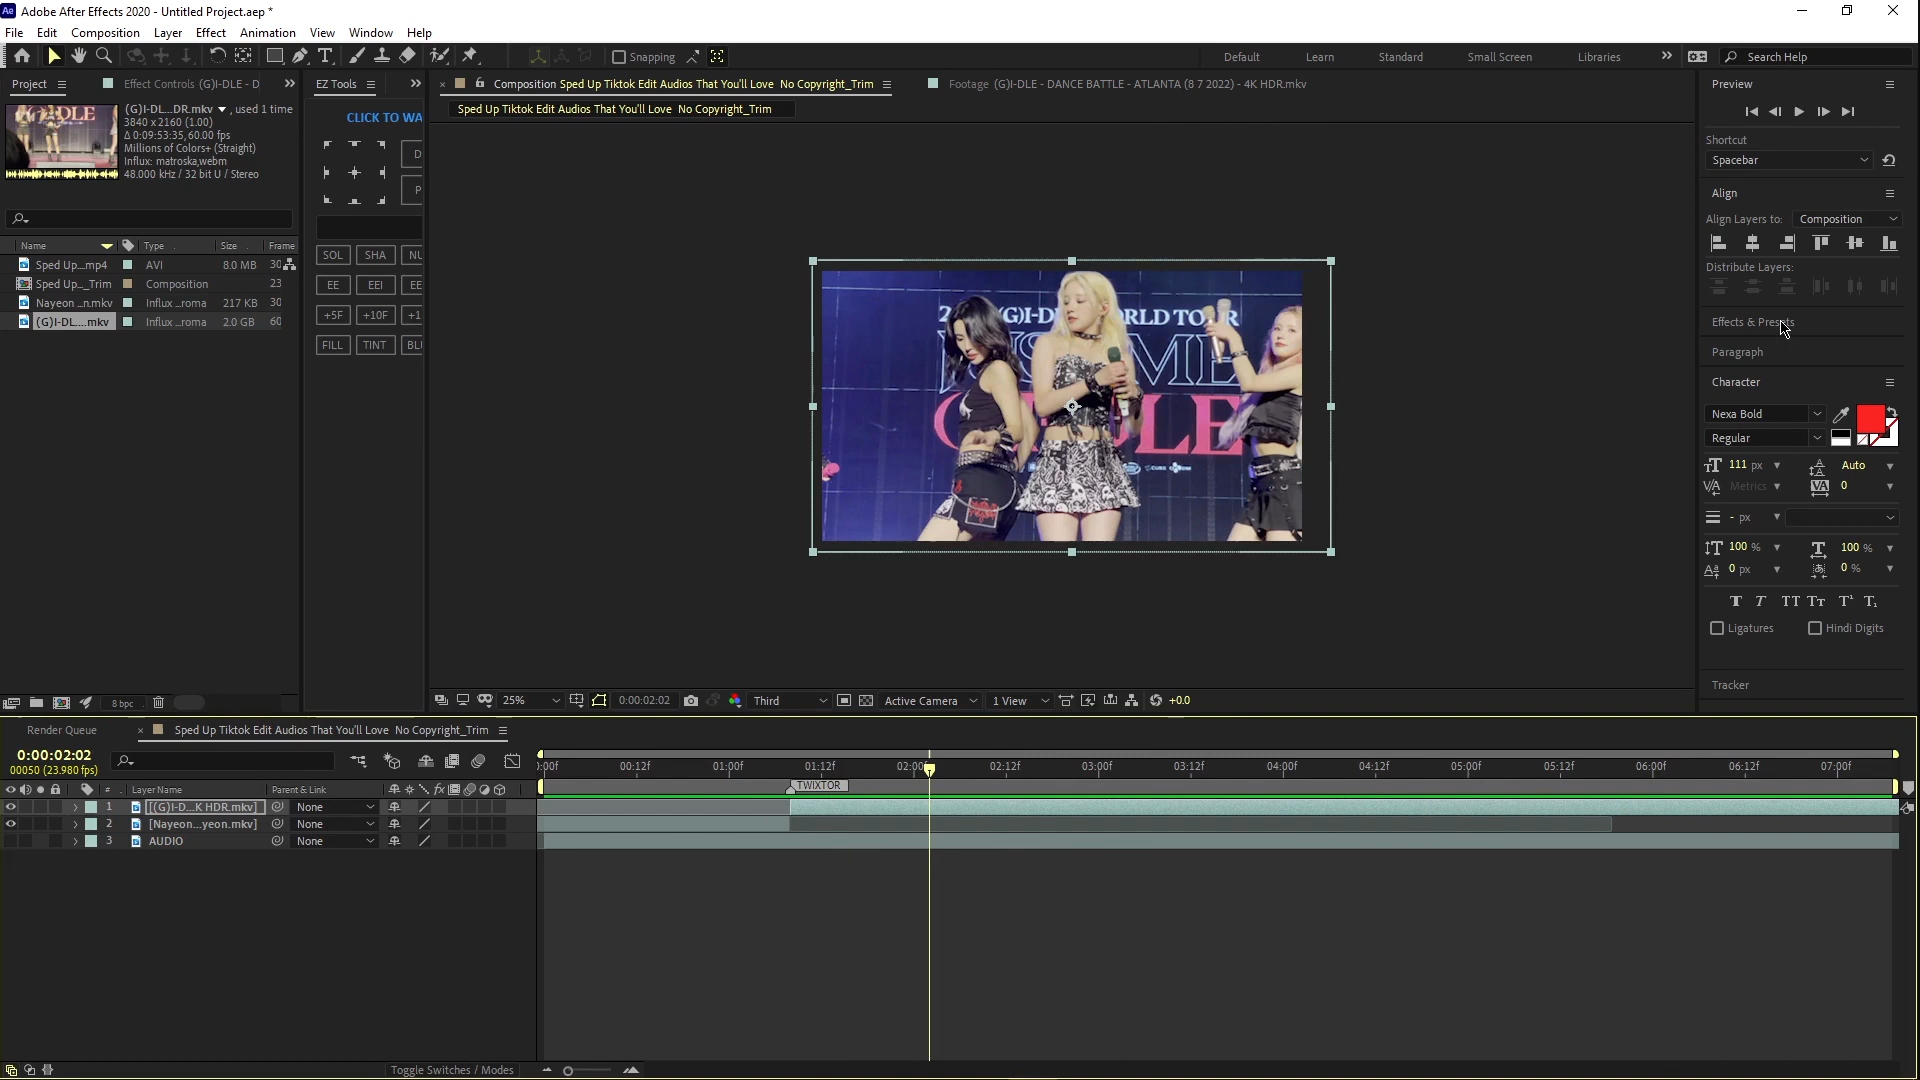 Ae Adobe After Effects 2020 - Untitled Project.aep *
File Edit Composition Layer Effect Animation View Window Help
Snapping
Default Learn Standard Small Screen Libraries Search Help
Project Effect Controls (G)I-DLE - D
EZ Tools
Composition Sped Up Tiktok Edit Audios That You'll Love No Copyright_Trim
Footage (G)I-DLE - DANCE BATTLE - ATLANTA (8 7 2022) - 4K HDR.mkv
Sped Up Tiktok Edit Audios That You'll Love No Copyright_Trim
(G)I-DL...DR.mkv , used 1 time
3840 x 2160 (1.00)
Δ 0:09:53:35, 60.00 fps
Millions of Colors+ (Straight)
Influx: matroska,webm
48.000 kHz / 32 bit U / Stereo
CLICK TO WA
D
P
Name Type Size Frame
Sped Up...mp4 AVI 8.0 MB 30
Sped Up..._Trim Composition 23
Nayeon ...n.mkv Influx ...roma 217 KB 30
(G)I-DL....mkv Influx ...roma 2.0 GB 60
SOL SHA NU
EE EEI EE
+5F +10F +1
FILL TINT BLU
Preview
Shortcut
Spacebar
Align
Align Layers to: Composition
Distribute Layers:
Effects & Presets
Paragraph
Character
Nexa Bold
Regular
111 px Auto
Metrics 0
- px
100 % 100 %
0 px 0 %
T T TT Tt T¹ T₁
Ligatures Hindi Digits
Tracker
8 bpc
25% 0:00:02:02 Third Active Camera 1 View +0.0
Render Queue Sped Up Tiktok Edit Audios That You'll Love No Copyright_Trim
0:00:02:02
00050 (23.980 fps)
:00f 00:12f 01:00f 01:12f 02:00f 02:12f 03:00f 03:12f 04:00f 04:12f 05:00f 05:12f 06:00f 06:12f 07:00f
# Layer Name Parent & Link
TWIXTOR
1 [(G)I-D...K HDR.mkv] None
2 [Nayeon...yeon.mkv] None
3 AUDIO None
Toggle Switches / Modes